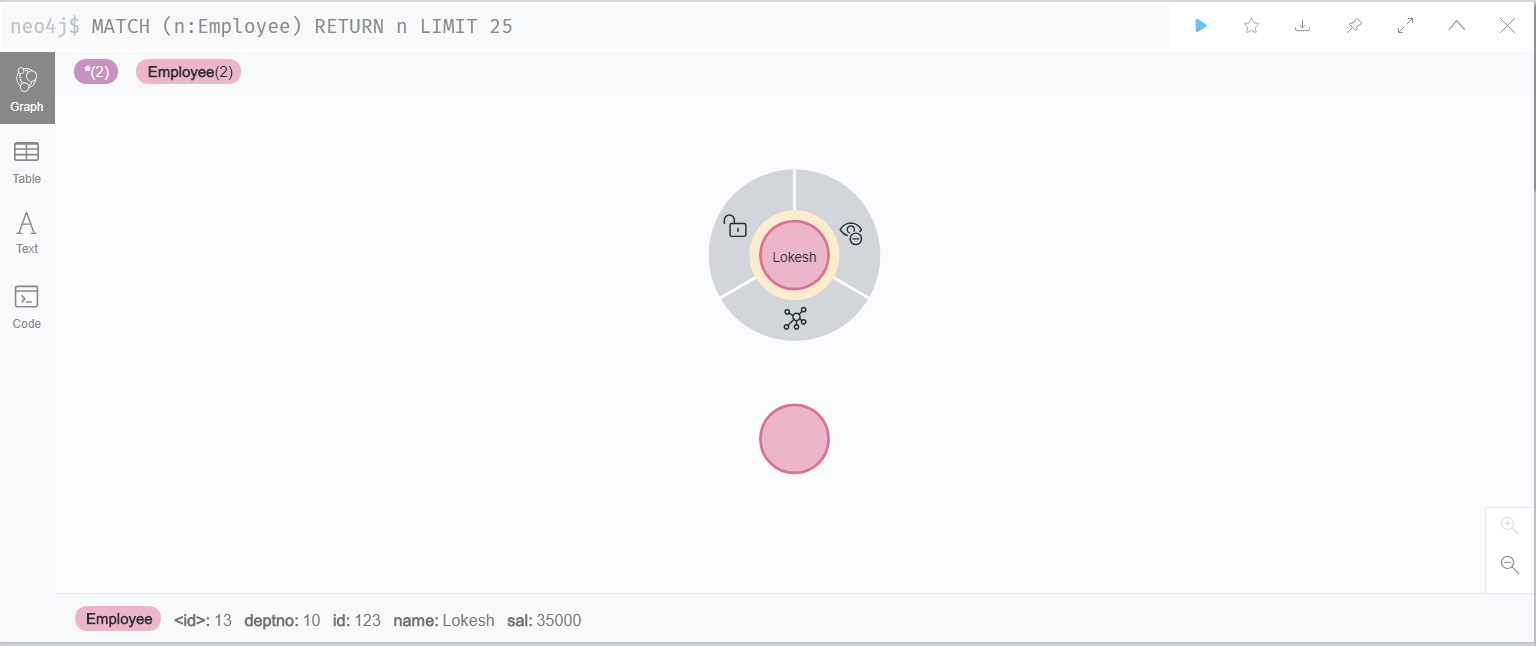 neo4j$ MATCH (n:Employee) RETURN n LIMIT 25
*(2) Employee(2)
Graph
Table
Text
Code
Lokesh
Employee <id>: 13 deptno: 10 id: 123 name: Lokesh sal: 35000